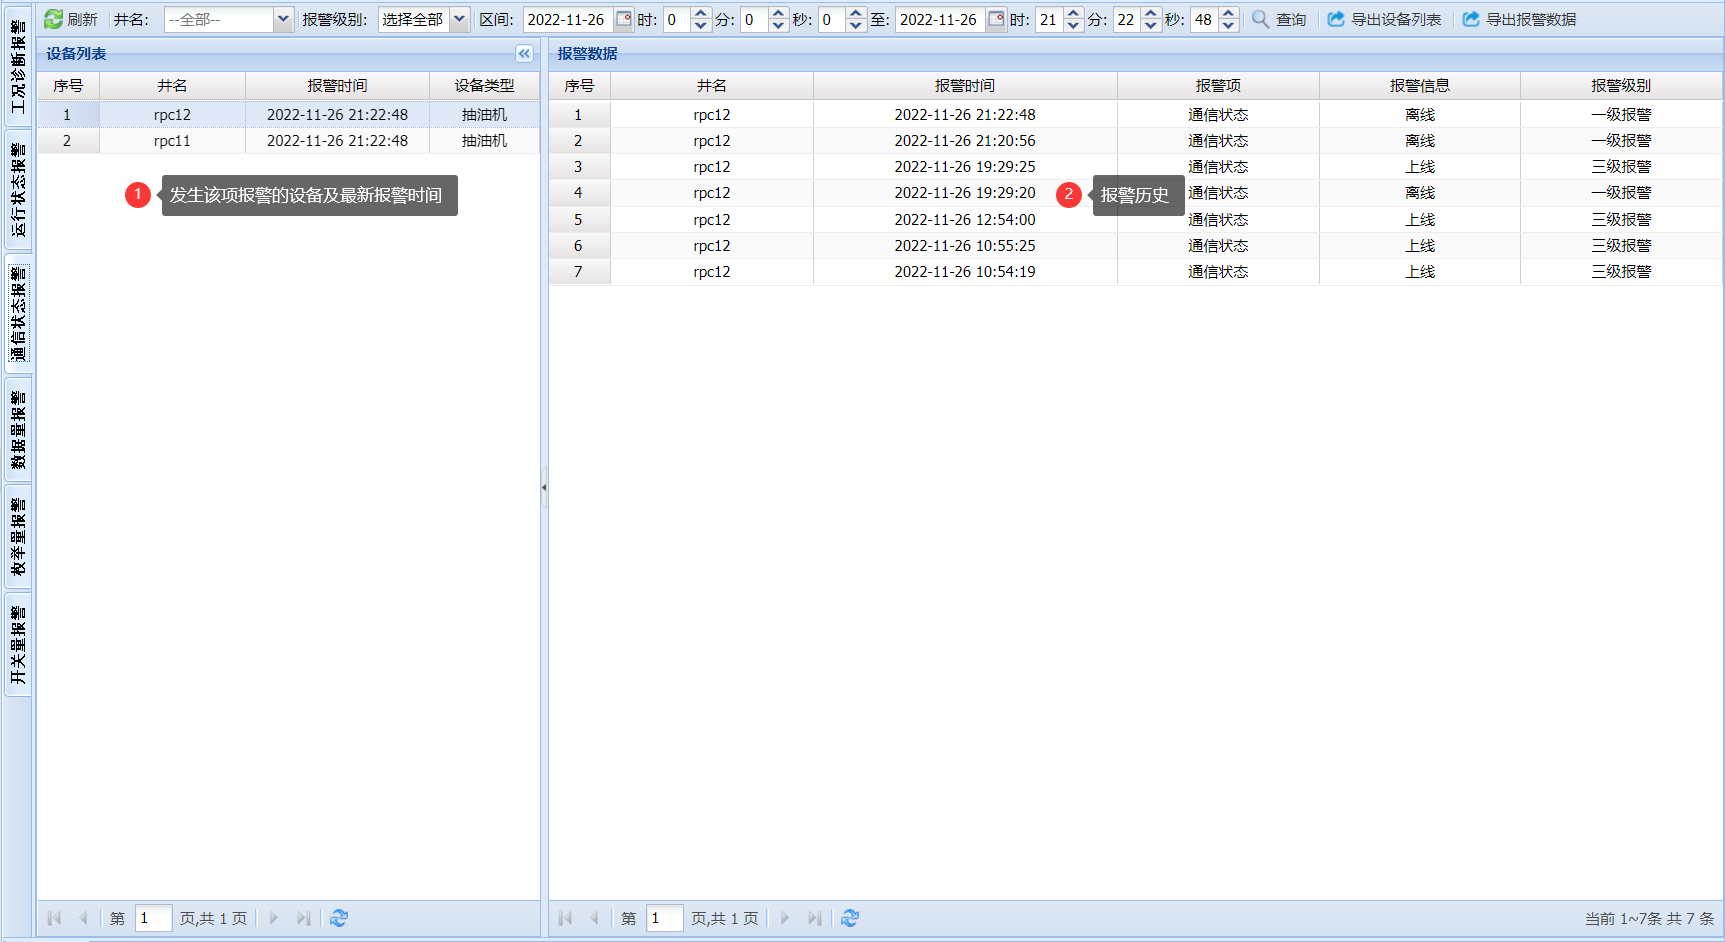 刷新 井名: --全部-- 报警级别: 选择全部 区间: 2022-11-26 时: 0 分: 0 秒: 0 至: 2022-11-26 时: 21 分: 22 秒: 48 查询 导出设备列表 导出报警数据
工况诊断报警
运行状态报警
通信状态报警
数据量报警
枚举量报警
开关量报警
设备列表
序号 井名 报警时间 设备类型
1 rpc12 2022-11-26 21:22:48 抽油机
2 rpc11 2022-11-26 21:22:48 抽油机
1 发生该项报警的设备及最新报警时间
第 1 页,共 1 页
报警数据
序号 井名 报警时间 报警项 报警信息 报警级别
1 rpc12 2022-11-26 21:22:48 通信状态 离线 一级报警
2 rpc12 2022-11-26 21:20:56 通信状态 离线 一级报警
3 rpc12 2022-11-26 19:29:25 通信状态 上线 三级报警
4 rpc12 2022-11-26 19:29:20 通信状态 离线 一级报警
2 报警历史
5 rpc12 2022-11-26 12:54:00 通信状态 上线 三级报警
6 rpc12 2022-11-26 10:55:25 通信状态 上线 三级报警
7 rpc12 2022-11-26 10:54:19 通信状态 上线 三级报警
第 1 页,共 1 页 当前 1~7条 共 7 条